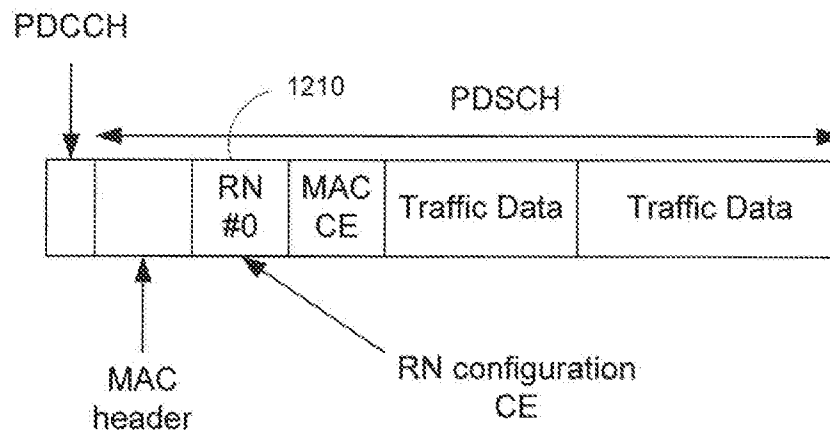 PDCCH
1210
PDSCH
RN
#0
MAC
CE
Traffic Data
Traffic Data
MAC
header
RN configuration
CE